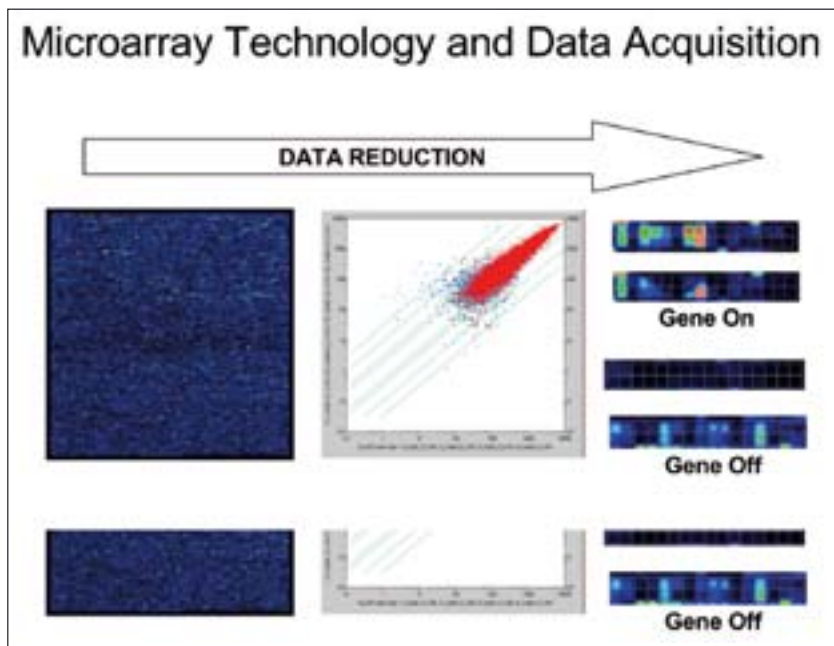 Microarray Technology and Data Acquisition
DATA REDUCTION
Gene On
Gene Off
Gene Off